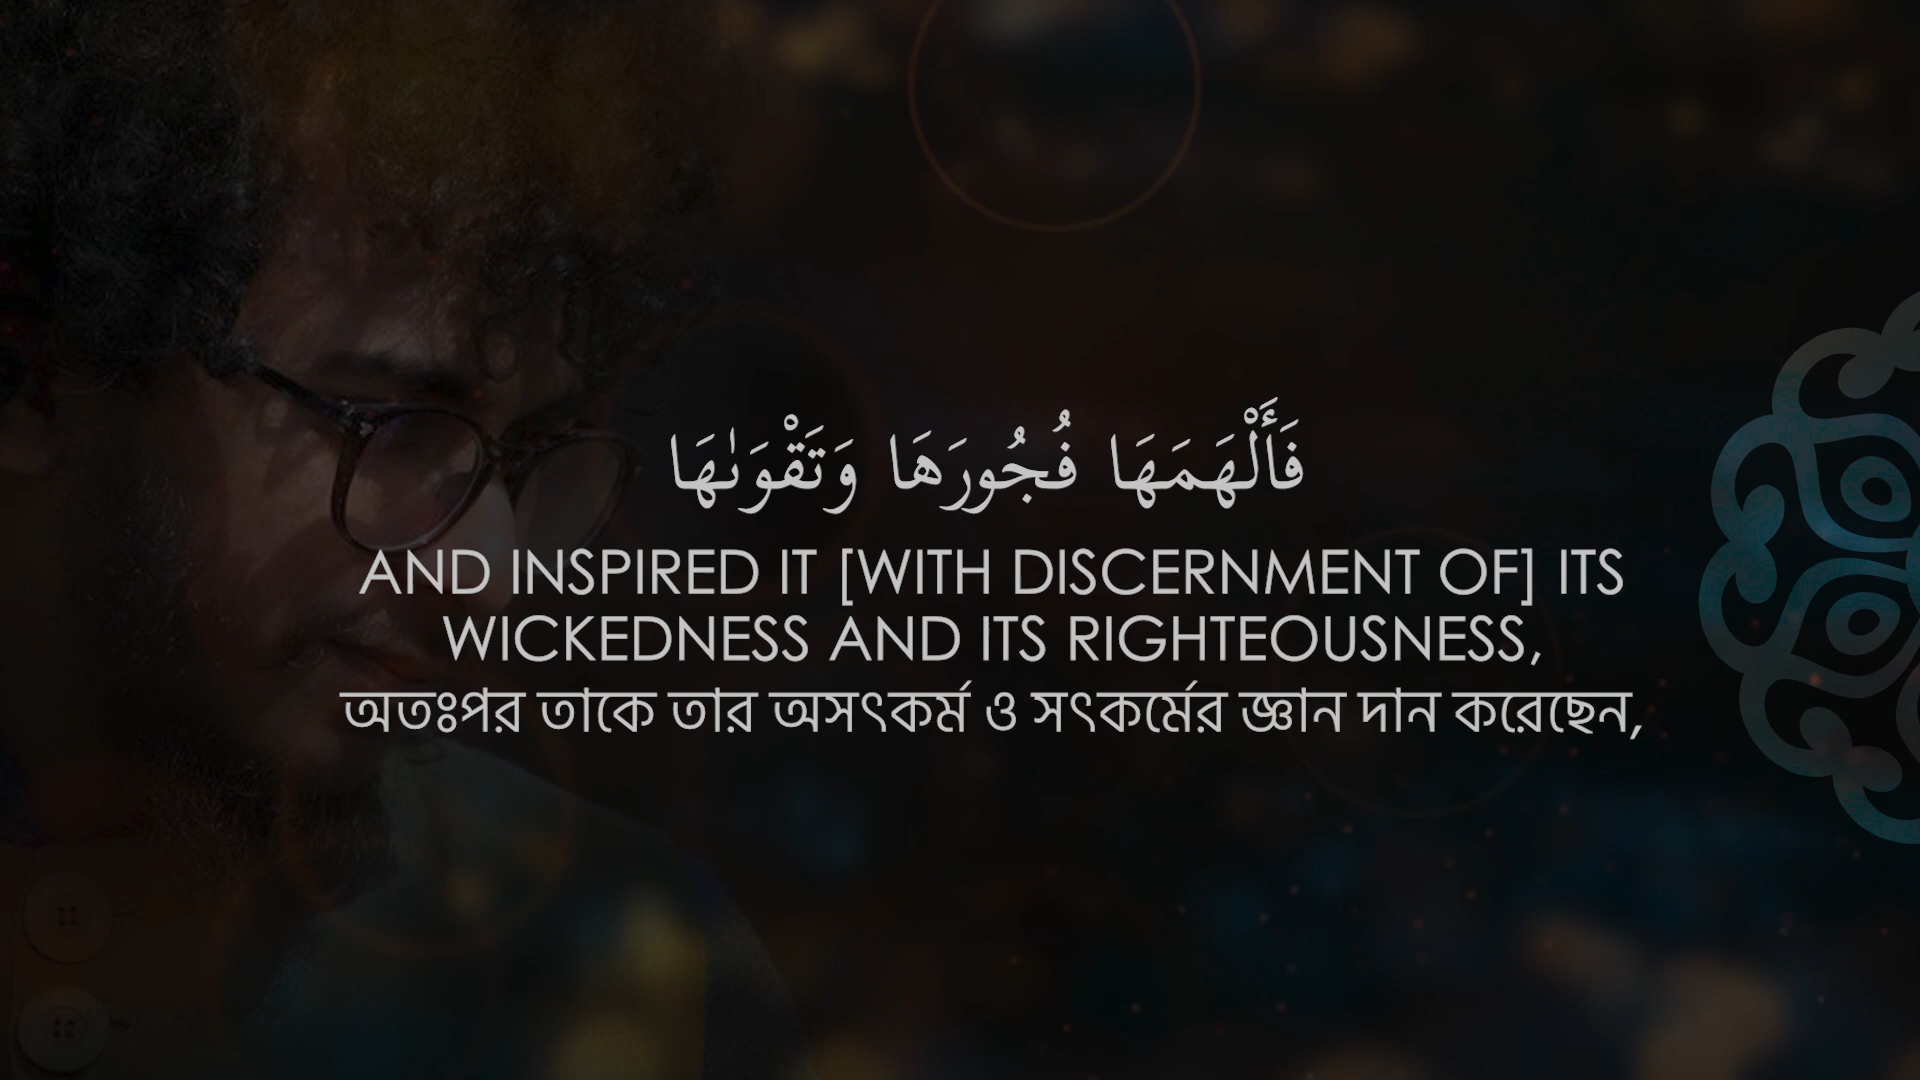 فَأَلْهَمَهَا فُجُورَهَا وَتَقْوَىٰهَا
AND INSPIRED IT [WITH DISCERNMENT OF] ITS
WICKEDNESS AND ITS RIGHTEOUSNESS,
অতঃপর তাকে তার অসৎকর্ম ও সৎকর্মের জ্ঞান দান করেছেন,